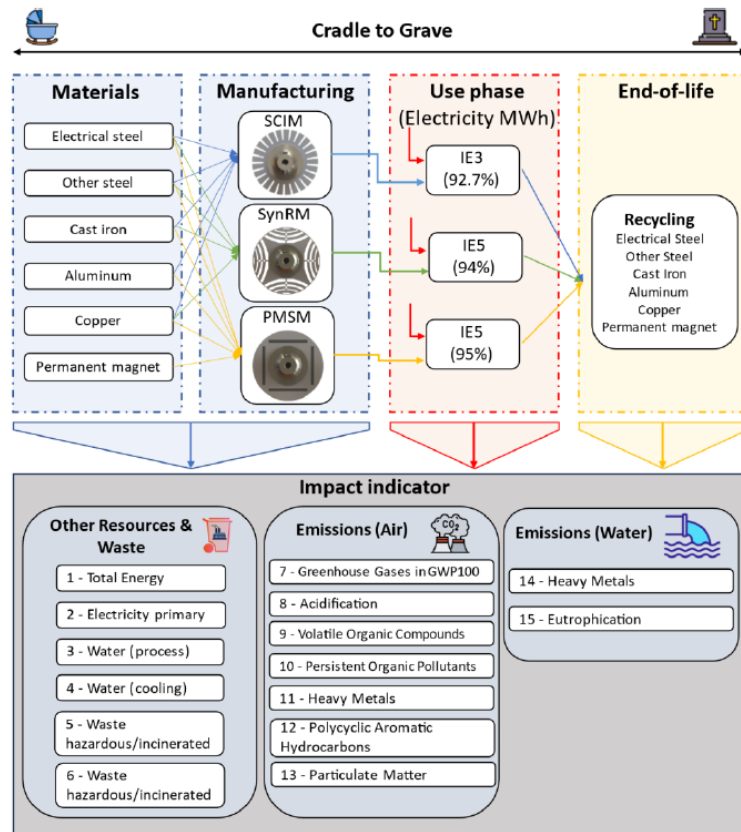 Cradle to Grave
Materials
Electrical steel
Other steel
Cast iron
Aluminum
Copper
Permanent magnet
Manufacturing
SCIM
SynRM
PMSM
Use phase
(Electricity MWh)
IE3
(92.7%)
IE5
(94%)
IE5
(95%)
End-of-life
Recycling
Electrical Steel
Other Steel
Cast Iron
Aluminum
Copper
Permanent magnet
Impact indicator
Other Resources &
Waste
1 - Total Energy
2 - Electricity primary
3 - Water (process)
4 - Water (cooling)
5 - Waste
hazardous/incinerated
6 - Waste
hazardous/incinerated
Emissions (Air)
CO2
7 - Greenhouse Gases in GWP100
8 - Acidification
9 - Volatile Organic Compounds
10 - Persistent Organic Pollutants
11 - Heavy Metals
12 - Polycyclic Aromatic
Hydrocarbons
13 - Particulate Matter
Emissions (Water)
14 - Heavy Metals
15 - Eutrophication